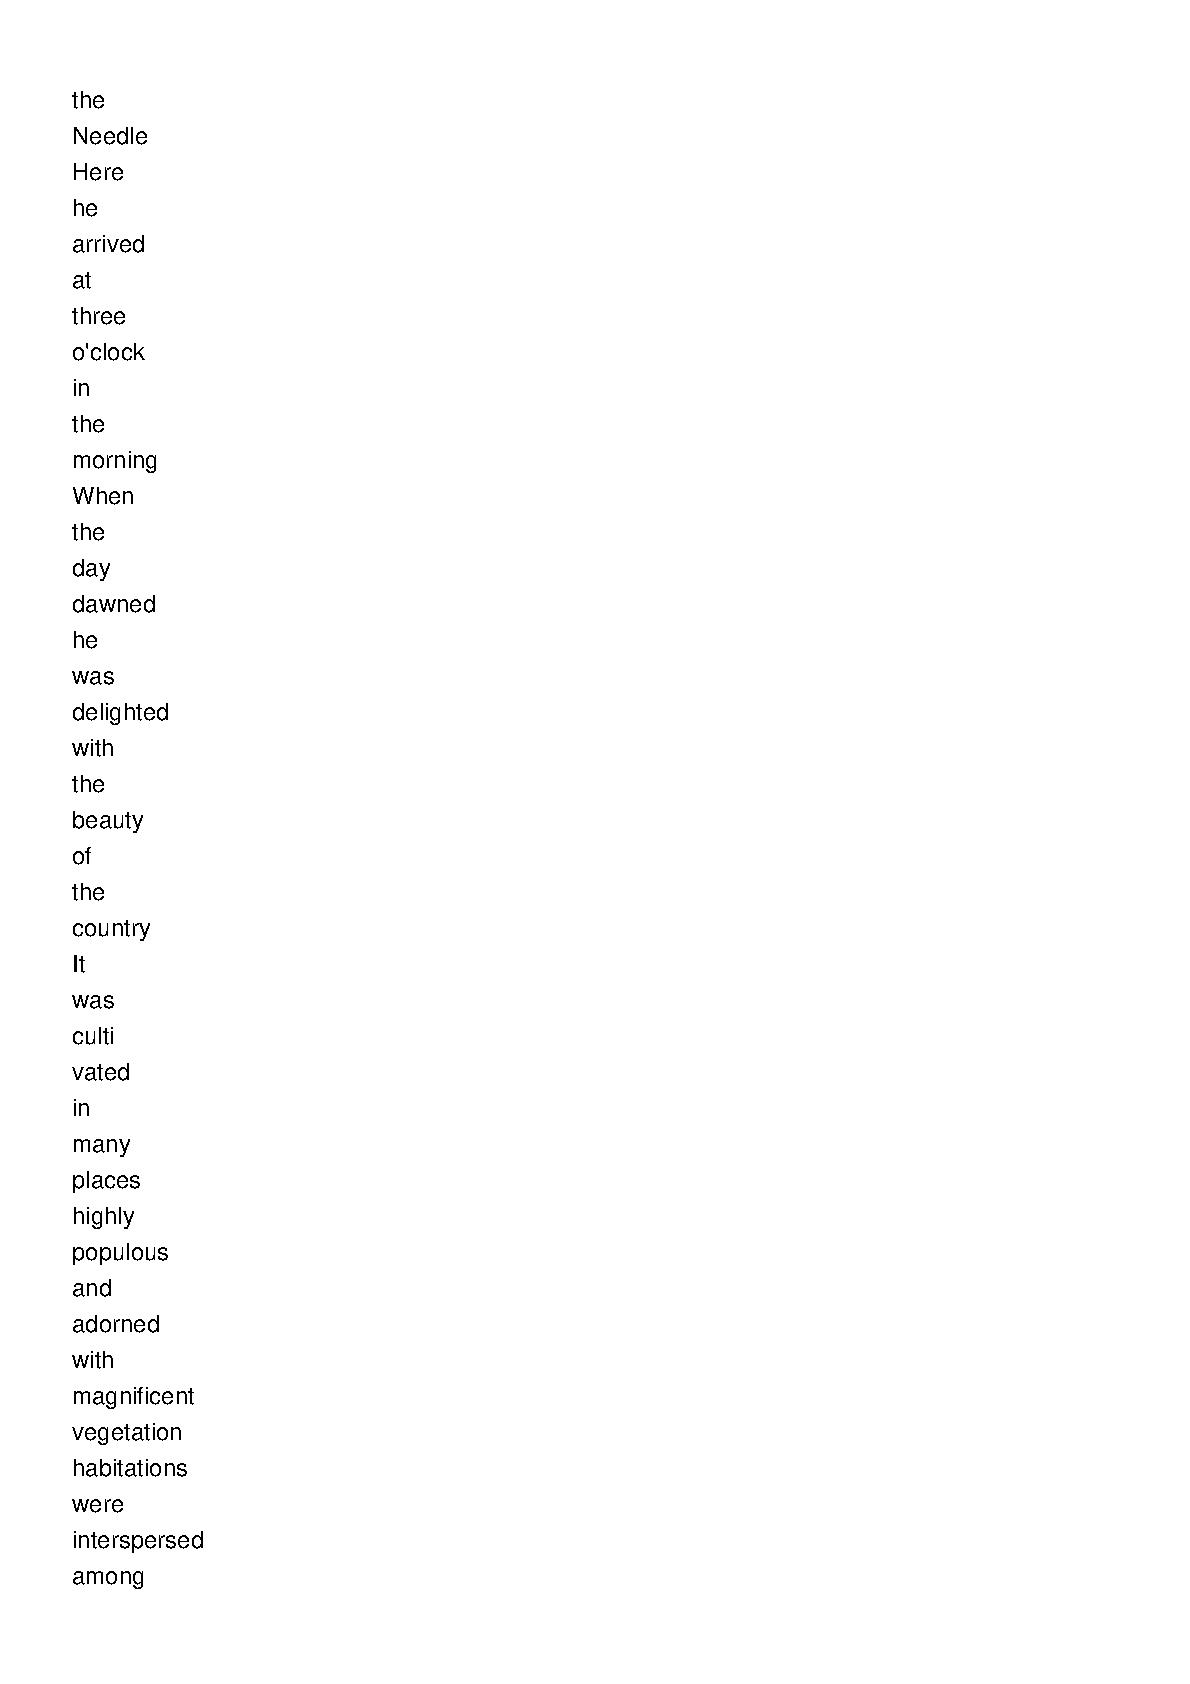 the
Needle
Here
he
arrived
at
three
o'clock
in
the
morning
When
the
day
dawned
he
was
delighted
with
the
beauty
of
the
country
It
was
culti
vated
in
many
places
highly
populous
and
adorned
with
magnificent
vegetation
habitations
were
interspersed
among